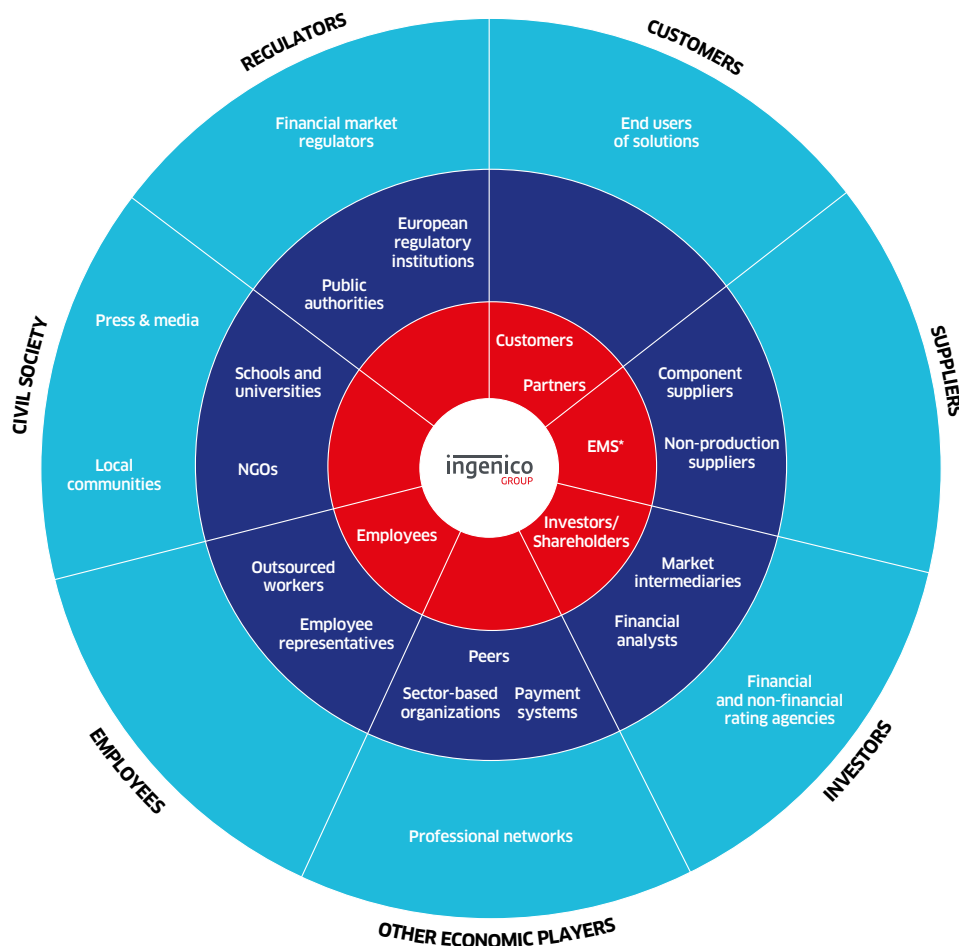 REGULATORS
CUSTOMERS
Financial market
regulators
End users
of solutions
European
regulatory
institutions
Public
authorities
CIVIL SOCIETY
Press & media
Customers
Partners
SUPPLIERS
Schools and
universities
Component
suppliers
Local
communities
NGOs
ingenico
GROUP
EMS*
Non-production
suppliers
Employees
Investors/
Shareholders
Outsourced
workers
Market
intermediaries
Employee
representatives
Financial
analysts
Peers
Sector-based
organizations
Payment
systems
Financial
and non-financial
rating agencies
EMPLOYEES
INVESTORS
Professional networks
OTHER ECONOMIC PLAYERS